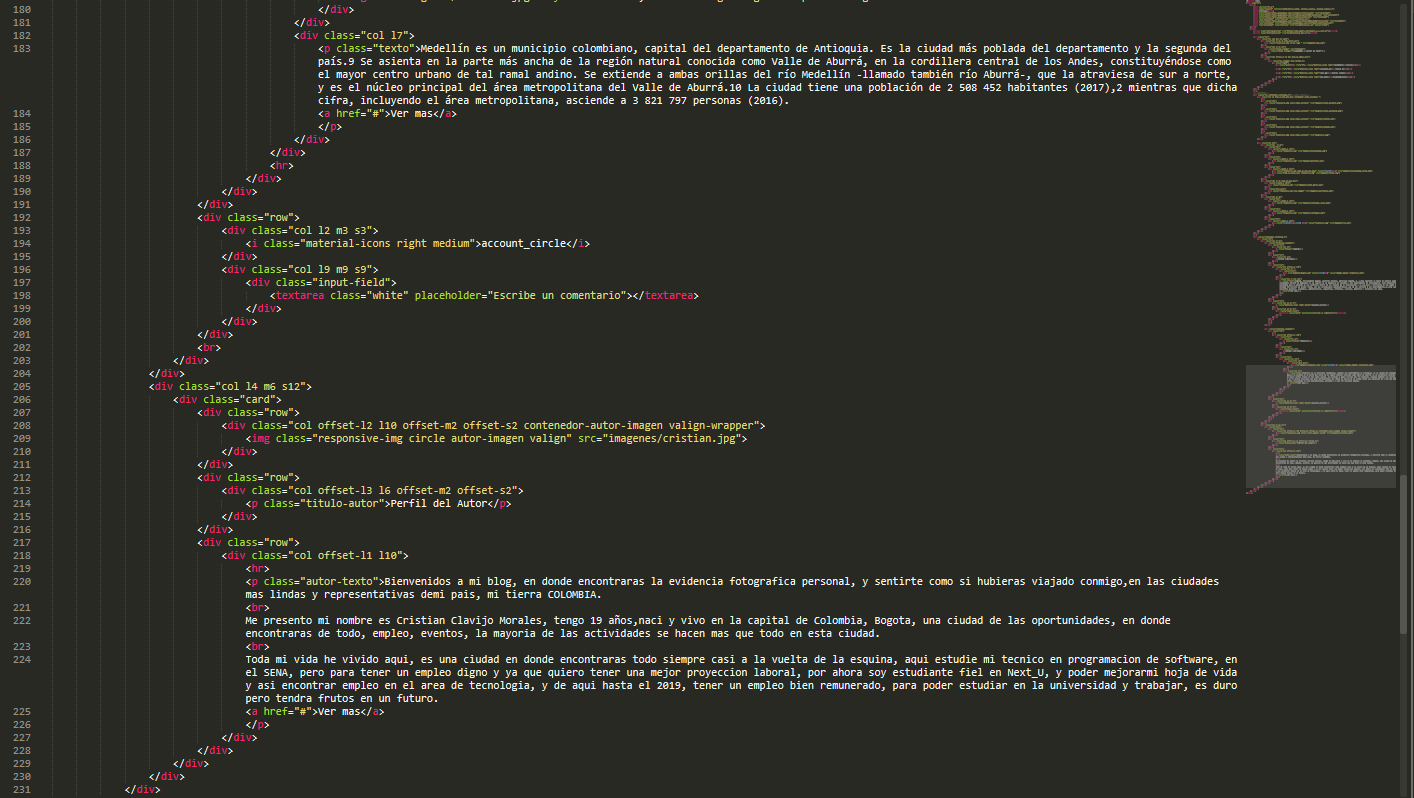 180 </div>
181 </div>
182 <div class="col l7">
183 <p class="texto">Medellín es un municipio colombiano, capital del departamento de Antioquia. Es la ciudad más poblada del departamento y la segunda del
país.9 Se asienta en la parte más ancha de la región natural conocida como Valle de Aburrá, en la cordillera central de los Andes, constituyéndose como
el mayor centro urbano de tal ramal andino. Se extiende a ambas orillas del río Medellín -llamado también río Aburrá-, que la atraviesa de sur a norte,
y es el núcleo principal del área metropolitana del Valle de Aburrá.10 La ciudad tiene una población de 2 508 452 habitantes (2017),2 mientras que dicha
cifra, incluyendo el área metropolitana, asciende a 3 821 797 personas (2016).
184 <a href="#">Ver mas</a>
185 </p>
186 </div>
187 </div>
188 <hr>
189 </div>
190 </div>
191 </div>
192 <div class="row">
193 <div class="col l2 m3 s3">
194 <i class="material-icons right medium">account_circle</i>
195 </div>
196 <div class="col l9 m9 s9">
197 <div class="input-field">
198 <textarea class="white" placeholder="Escribe un comentario"></textarea>
199 </div>
200 </div>
201 </div>
202 <br>
203 </div>
204 </div>
205 <div class="col l4 m6 s12">
206 <div class="card">
207 <div class="row">
208 <div class="col offset-l2 l10 offset-m2 offset-s2 contenedor-autor-imagen valign-wrapper">
209 <img class="responsive-img circle autor-imagen valign" src="imagenes/cristian.jpg">
210 </div>
211 </div>
212 <div class="row">
213 <div class="col offset-l3 l6 offset-m2 offset-s2">
214 <p class="titulo-autor">Perfil del Autor</p>
215 </div>
216 </div>
217 <div class="row">
218 <div class="col offset-l1 l10">
219 <hr>
220 <p class="autor-texto">Bienvenidos a mi blog, en donde encontraras la evidencia fotografica personal, y sentirte como si hubieras viajado conmigo,en las ciudades
mas lindas y representativas demi pais, mi tierra COLOMBIA.
221 <br>
222 Me presento mi nombre es Cristian Clavijo Morales, tengo 19 años,naci y vivo en la capital de Colombia, Bogota, una ciudad de las oportunidades, en donde
encontraras de todo, empleo, eventos, la mayoria de las actividades se hacen mas que todo en esta ciudad.
223 <br>
224 Toda mi vida he vivido aqui, es una ciudad en donde encontraras todo siempre casi a la vuelta de la esquina, aqui estudie mi tecnico en programacion de software, en
el SENA, pero para tener un empleo digno y ya que quiero tener una mejor proyeccion laboral, por ahora soy estudiante fiel en Next_U, y poder mejorarmi hoja de vida
y asi encontrar empleo en el area de tecnologia, y de aqui hasta el 2019, tener un empleo bien remunerado, para poder estudiar en la universidad y trabajar, es duro
pero tendra frutos en un futuro.
225 <a href="#">Ver mas</a>
226 </p>
227 </div>
228 </div>
229 </div>
230 </div>
231 </div>